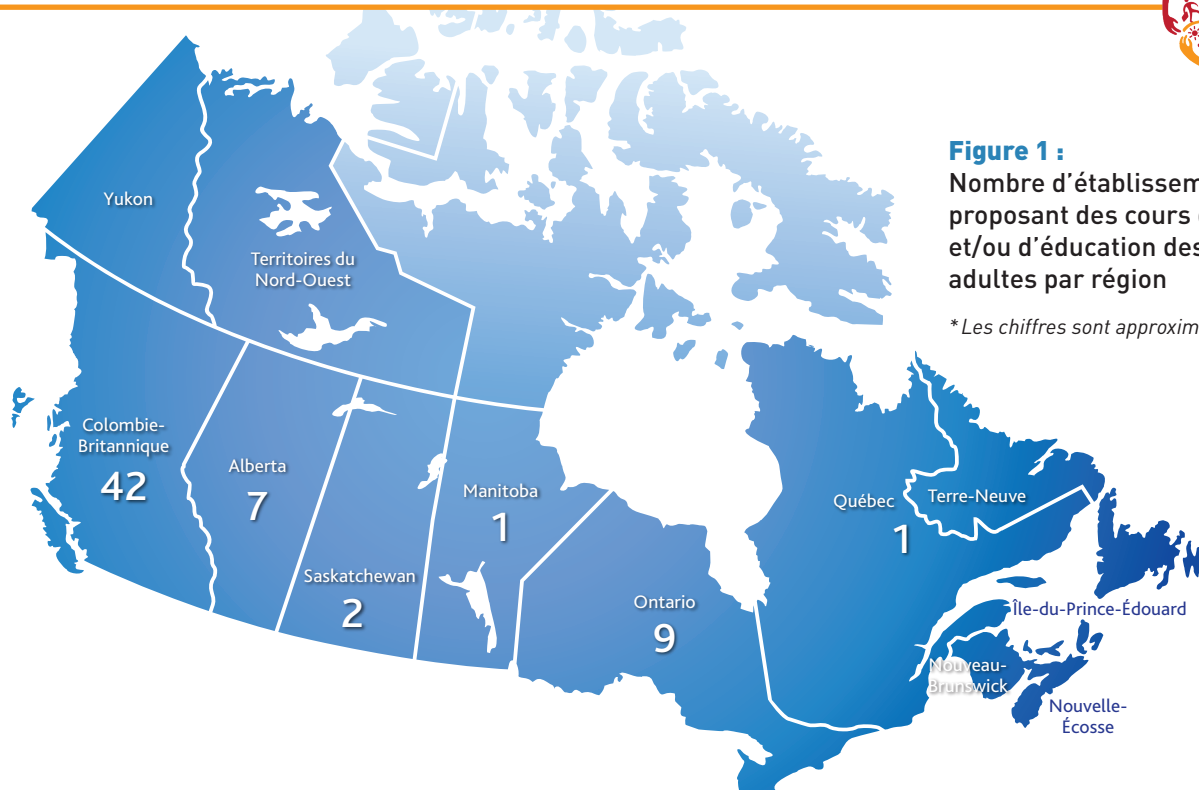 Figure 1 :
Nombre d'établissem
proposant des cours
et/ou d'éducation des
adultes par région
* Les chiffres sont approxim
Yukon
Territoires du
Nord-Ouest
Colombie-
Britannique
42
Alberta
7
Saskatchewan
2
Manitoba
1
Ontario
9
Québec
1
Terre-Neuve
Île-du-Prince-Édouard
Nouveau-
Brunswick
Nouvelle-
Écosse